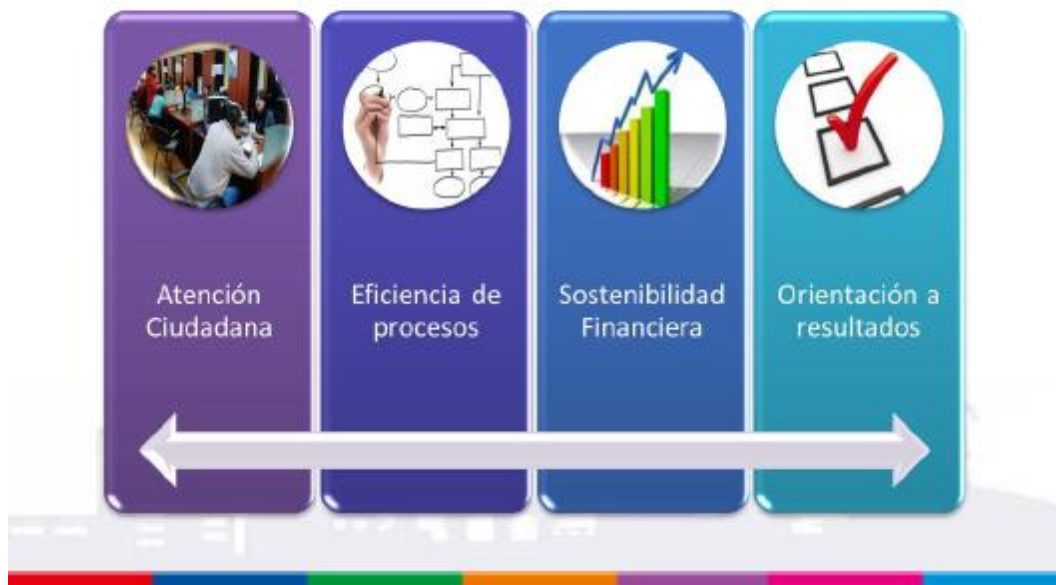 Atención
Ciudadana
Eficiencia de
procesos
Sostenibilidad
Financiera
Orientación a
resultados